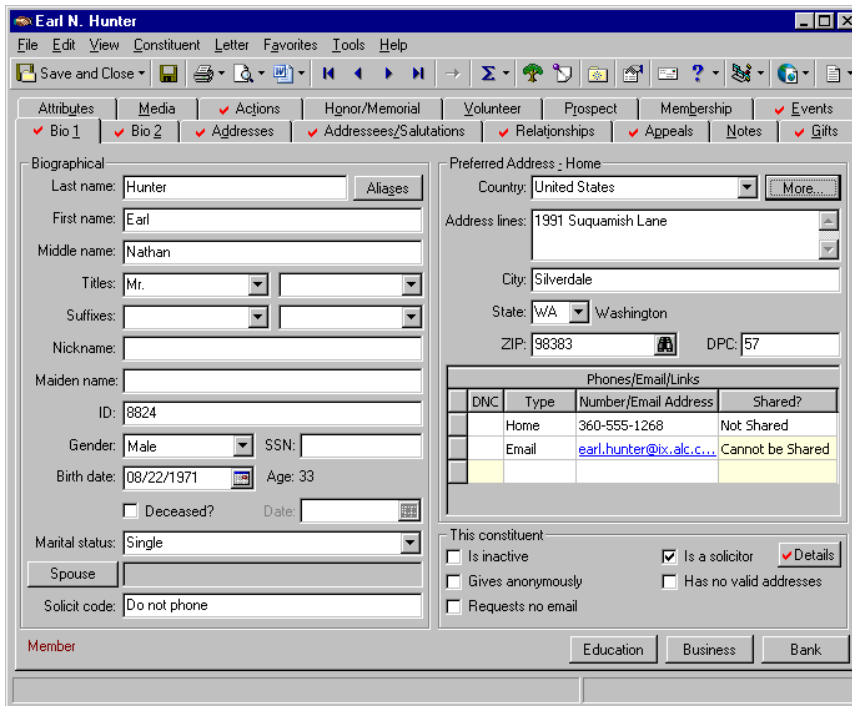 Earl N. Hunter
File Edit View Constituent Letter Favorites Tools Help
Save and Close
Attributes Media Actions Honor/Memorial Volunteer Prospect Membership Events
Bio 1 Bio 2 Addresses Addressees/Salutations Relationships Appeals Notes Gifts
Biographical
Last name: Hunter Aliases
First name: Earl
Middle name: Nathan
Titles: Mr.
Suffixes:
Nickname:
Maiden name:
ID: 8824
Gender: Male SSN:
Birth date: 08/22/1971 Age: 33
Deceased? Date:
Marital status: Single
Spouse
Solicit code: Do not phone
Preferred Address - Home
Country: United States More...
Address lines: 1991 Suquamish Lane
City: Silverdale
State: WA Washington
ZIP: 98383 DPC: 57
Phones/Email/Links
DNC Type Number/Email Address Shared?
Home 360-555-1268 Not Shared
Email earl.hunter@ix.alc.c... Cannot be Shared
This constituent
Is inactive Is a solicitor Details
Gives anonymously Has no valid addresses
Requests no email
Member Education Business Bank